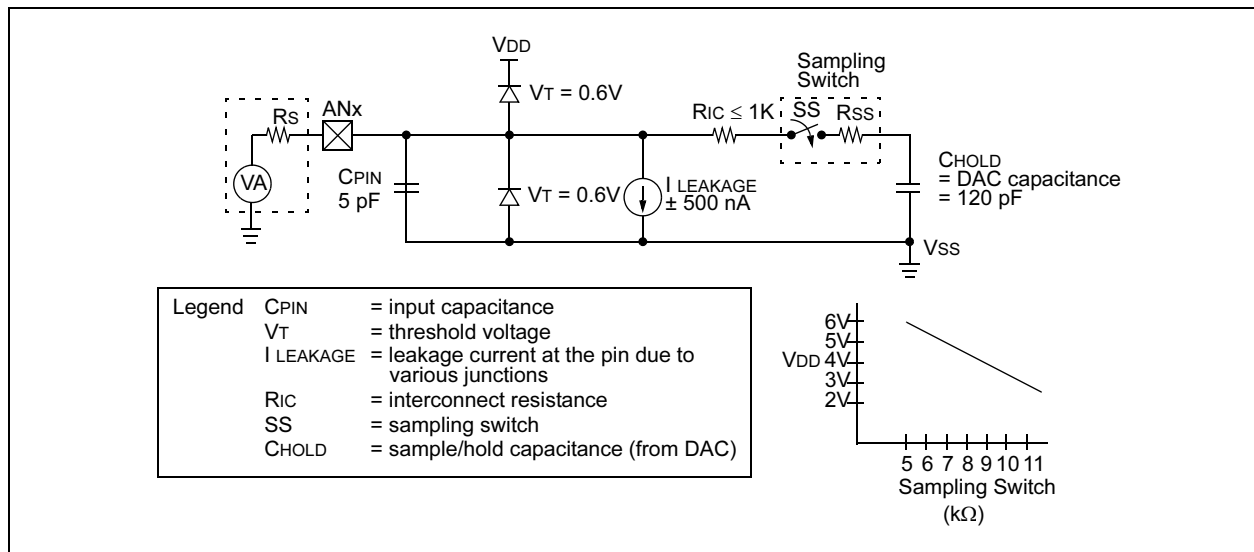 VDD
Sampling
Switch
VT = 0.6V
RS
ANx
RIC ≤ 1K
SS
RSS
VA
CPIN
5 pF
VT = 0.6V
I LEAKAGE
± 500 nA
CHOLD
= DAC capacitance
= 120 pF
VSS
Legend CPIN = input capacitance
VT = threshold voltage
I LEAKAGE = leakage current at the pin due to
various junctions
RIC = interconnect resistance
SS = sampling switch
CHOLD = sample/hold capacitance (from DAC)
6V
5V
VDD 4V
3V
2V
5 6 7 8 9 10 11
Sampling Switch
(kΩ)